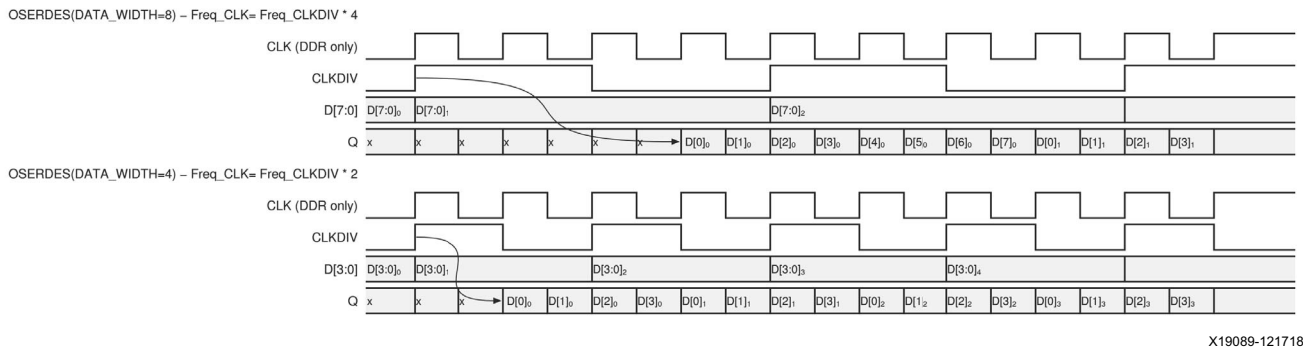 OSERDES(DATA_WIDTH=8) – Freq_CLK= Freq_CLKDIV * 4
CLK (DDR only)
CLKDIV
D[7:0] D[7:0]₀ D[7:0]₁ D[7:0]₂
Q x x x x x x x D[0]₀ D[1]₀ D[2]₀ D[3]₀ D[4]₀ D[5₀ D[6]₀ D[7]₀ D[0]₁ D[1]₁ D[2]₁ D[3]₁
OSERDES(DATA_WIDTH=4) – Freq_CLK= Freq_CLKDIV * 2
CLK (DDR only)
CLKDIV
D[3:0] D[3:0]₀ D[3:0]₁ D[3:0]₂ D[3:0]₃ D[3:0]₄
Q x x x D[0]₀ D[1]₀ D[2]₀ D[3]₀ D[0]₁ D[1]₁ D[2]₁ D[3]₁ D[0]₂ D[1₂ D[2]₂ D[3]₂ D[0]₃ D[1]₃ D[2]₃ D[3]₃
X19089-121718